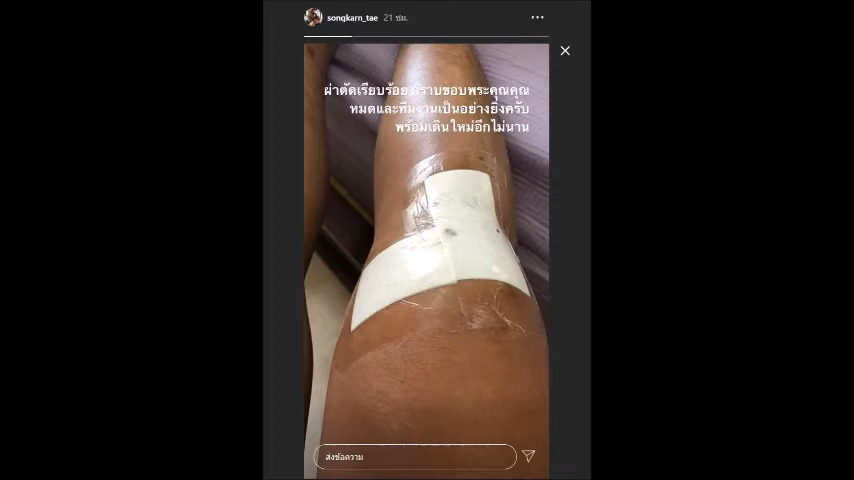 songkarn_tae 21 ชม.
ผ่าตัดเรียบร้อย กราบขอบพระคุณคุณ
หมดและทีมงานเป็นอย่างยิ่งครับ
พร้อมเดินใหม่อีกไม่นาน
ส่งข้อความ